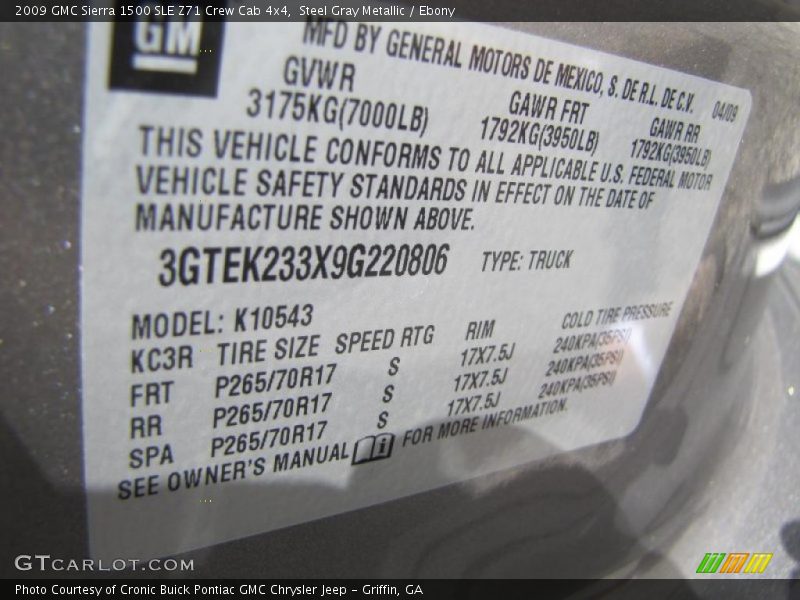 2009 GMC Sierra 1500 SLE Z71 Crew Cab 4x4, Steel Gray Metallic / Ebony
GM
MFD BY GENERAL MOTORS DE MEXICO, S. DE R.L. DE C.V.
04/09
GVWR GAWR FRT GAWR RR
3175KG(7000LB) 1792KG(3950LB) 1792KG(3950LB)
THIS VEHICLE CONFORMS TO ALL APPLICABLE U.S. FEDERAL MOTOR
VEHICLE SAFETY STANDARDS IN EFFECT ON THE DATE OF
MANUFACTURE SHOWN ABOVE.
3GTEK233X9G220806 TYPE: TRUCK
MODEL: K10543
KC3R TIRE SIZE SPEED RTG RIM COLD TIRE PRESSURE
FRT P265/70R17 S 17X7.5J 240KPA(35PSI)
RR P265/70R17 S 17X7.5J 240KPA(35PSI)
SPA P265/70R17 S 17X7.5J 240KPA(35PSI)
SEE OWNER'S MANUAL i FOR MORE INFORMATION.
GTCARLOT.COM
Photo Courtesy of Cronic Buick Pontiac GMC Chrysler Jeep - Griffin, GA